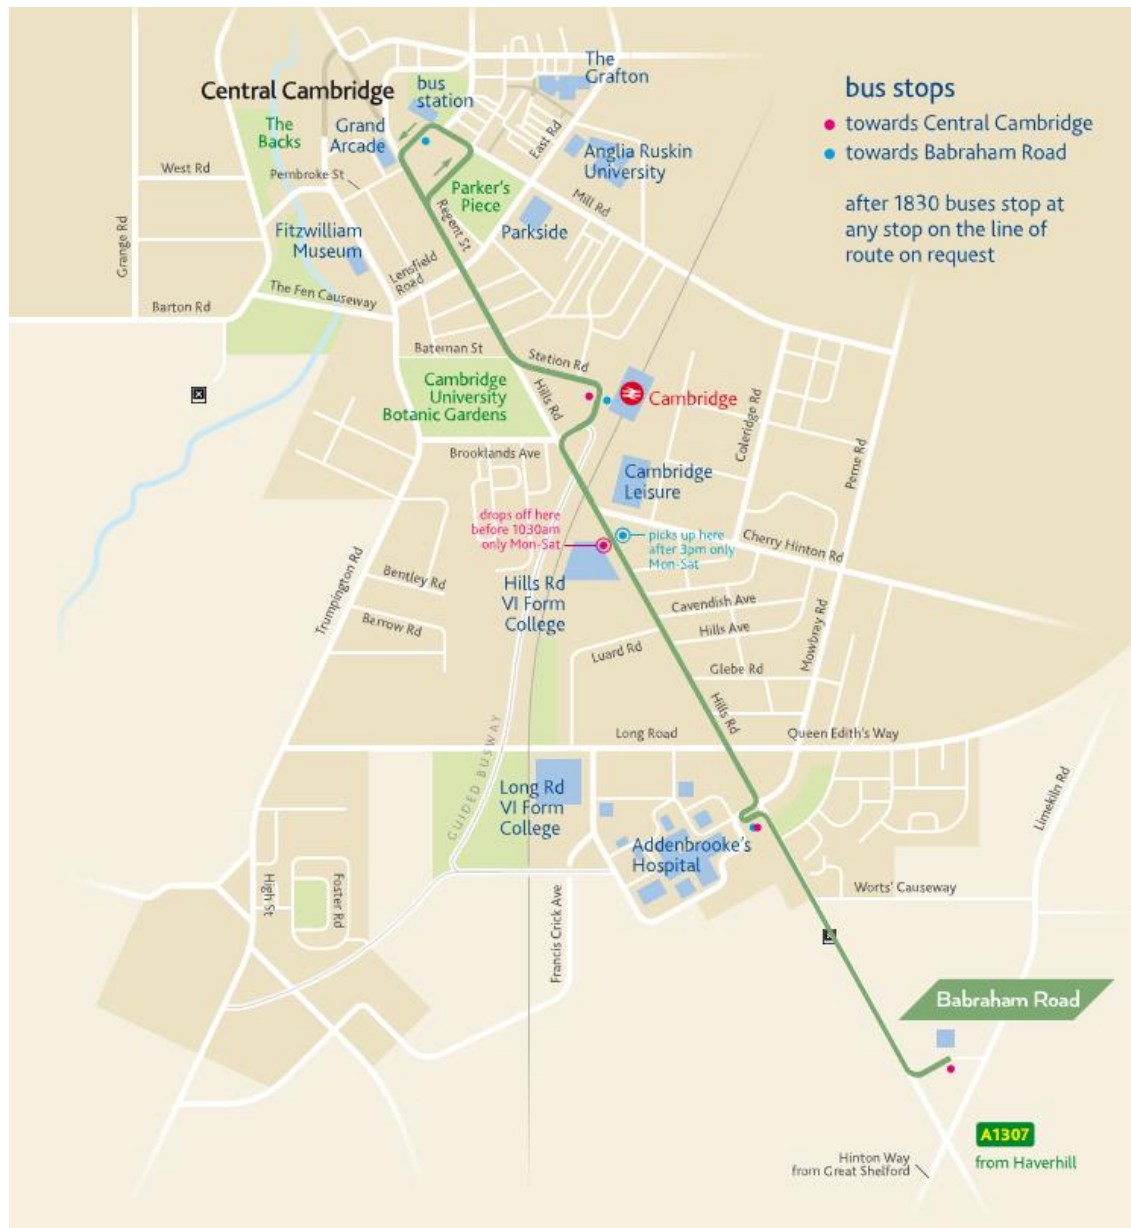 Central Cambridge
bus
station
The
Grafton
The
Backs
Grand
Arcade
East Rd
Anglia Ruskin
University
West Rd
Pembroke St
Parker's
Piece
Mill Rd
Grange Rd
Fitzwilliam
Museum
Regent St
Parkside
Lensfield
Road
The Fen Causeway
Barton Rd
Bateman St
Station Rd
Cambridge
University
Botanic Gardens
Hills Rd
Cambridge
Coleridge Rd
Perne Rd
Brooklands Ave
Cambridge
Leisure
drops off here
before 1030am
only Mon-Sat
picks up here
after 3pm only
Mon-Sat
Cherry Hinton Rd
Trumpington Rd
Bentley Rd
Hills Rd
VI Form
College
Cavendish Ave
Barrow Rd
Hills Ave
Luard Rd
Mowbray Rd
Glebe Rd
Hills Rd
Long Road
Queen Edith's Way
GUIDED BUSWAY
Long Rd
VI Form
College
Limekiln Rd
Addenbrooke's
Hospital
High St
Foster Rd
Francis Crick Ave
Worts' Causeway
Babraham Road
A1307
from Haverhill
Hinton Way
from Great Shelford
bus stops
towards Central Cambridge
towards Babraham Road
after 1830 buses stop at
any stop on the line of
route on request